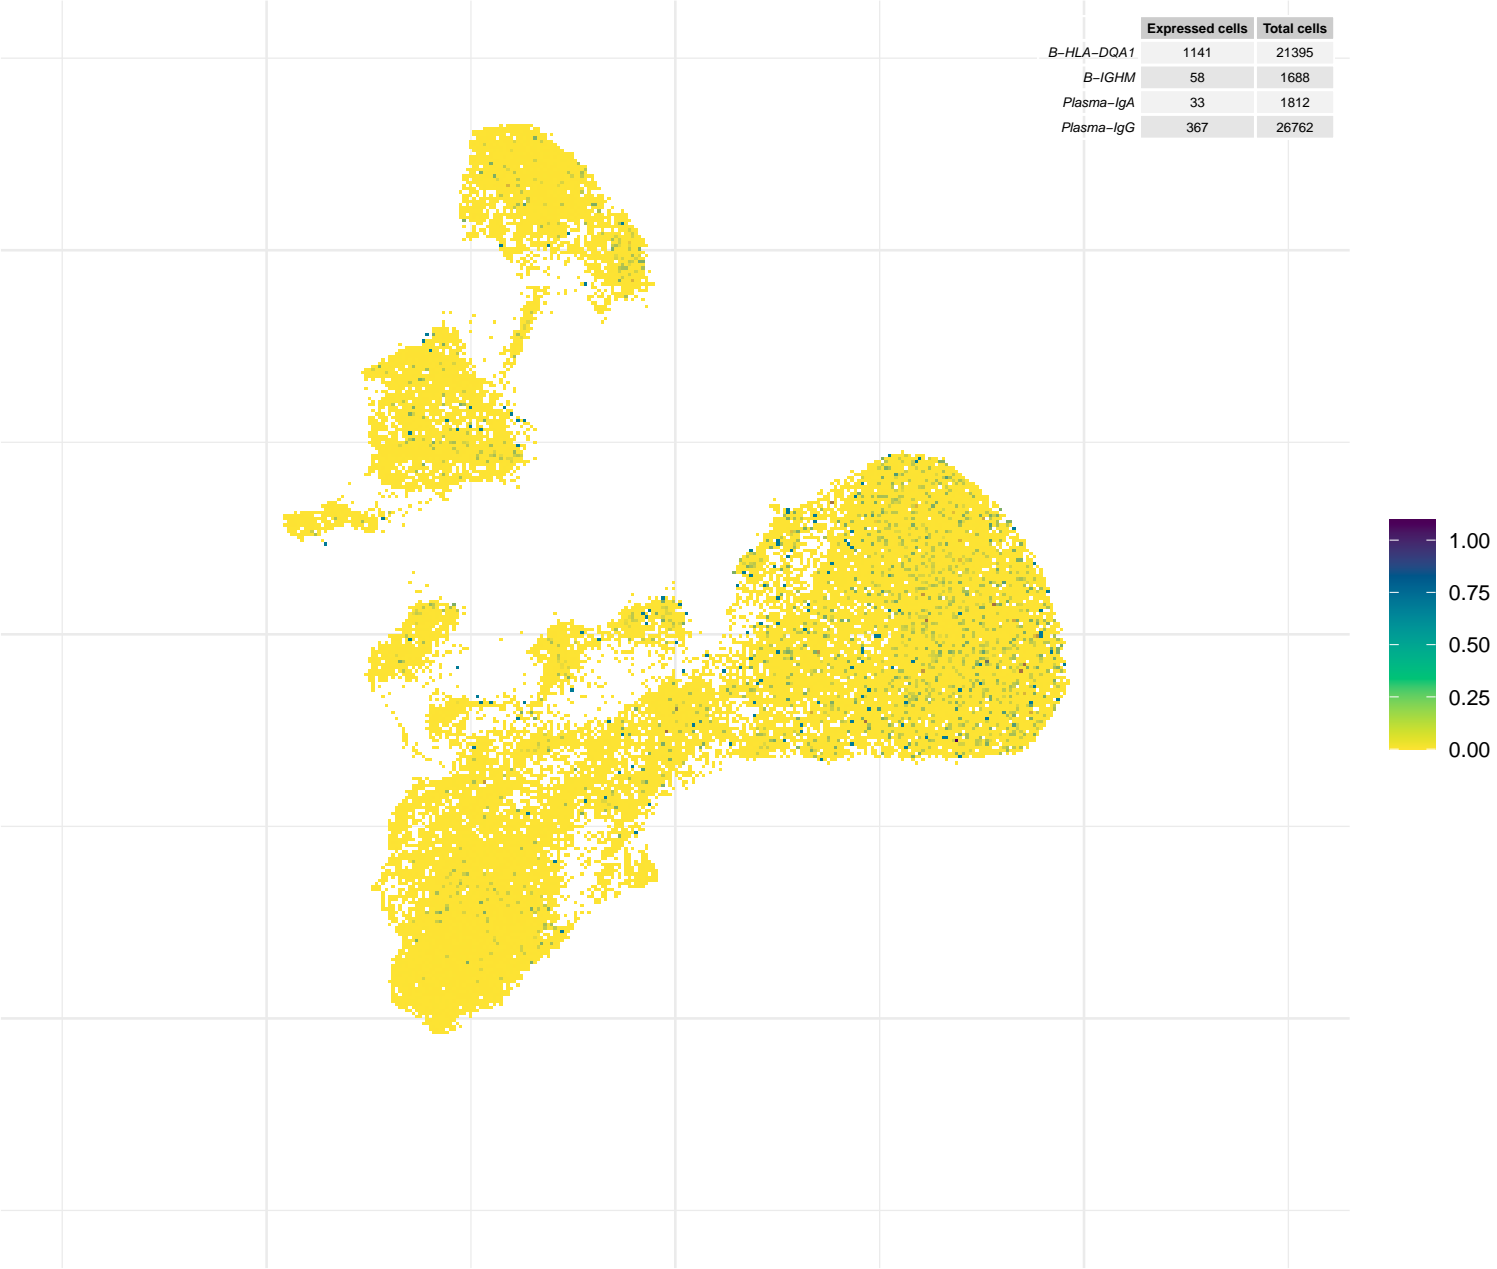 Expressed cells Total cells
B−HLA−DQA1 1141 21395
B−IGHM 58 1688
Plasma−IgA 33 1812
Plasma−IgG 367 26762
1.00
0.75
0.50
0.25
0.00